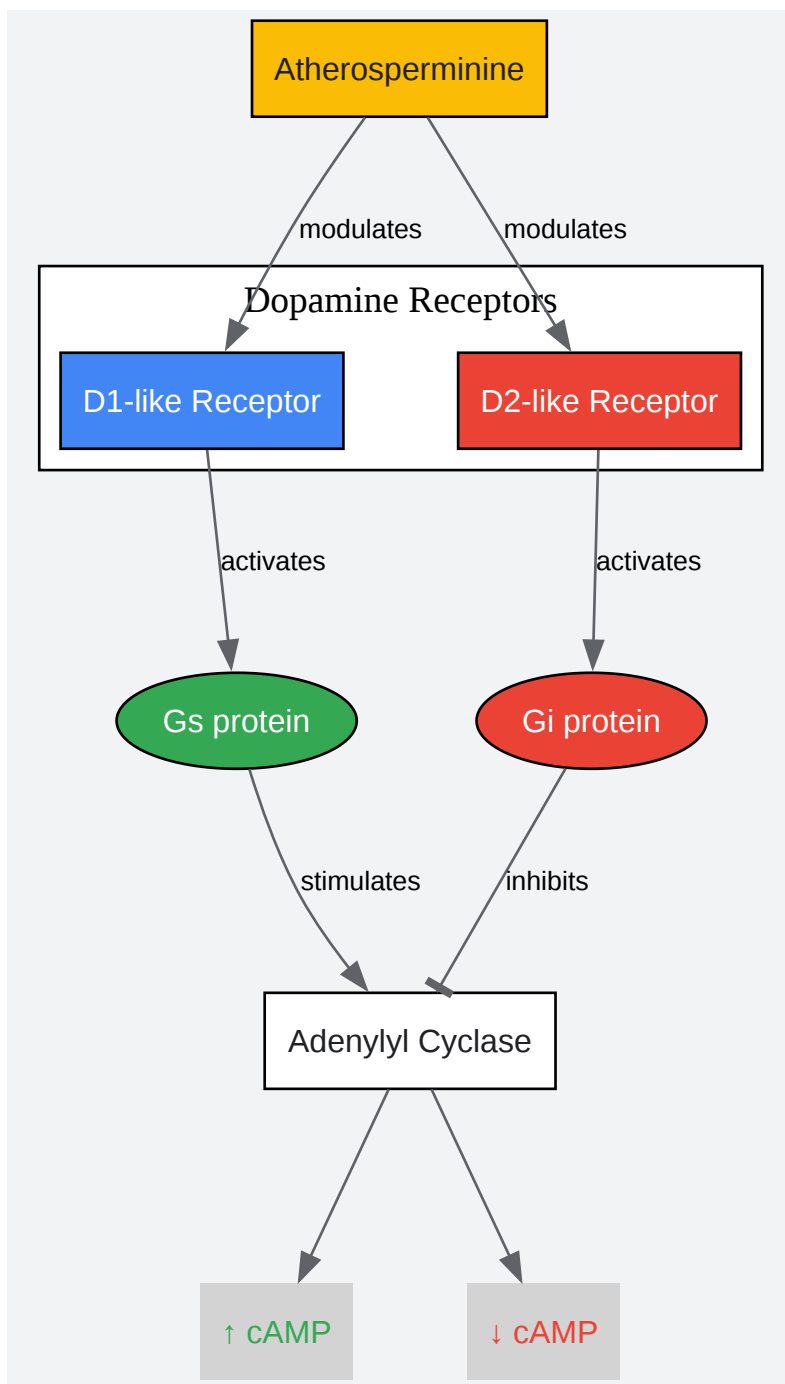 Atherosperminine
modulates
modulates
Dopamine Receptors
D1-like Receptor
D2-like Receptor
activates
activates
Gs protein
Gi protein
stimulates
inhibits
Adenylyl Cyclase
↑ cAMP
↓ cAMP